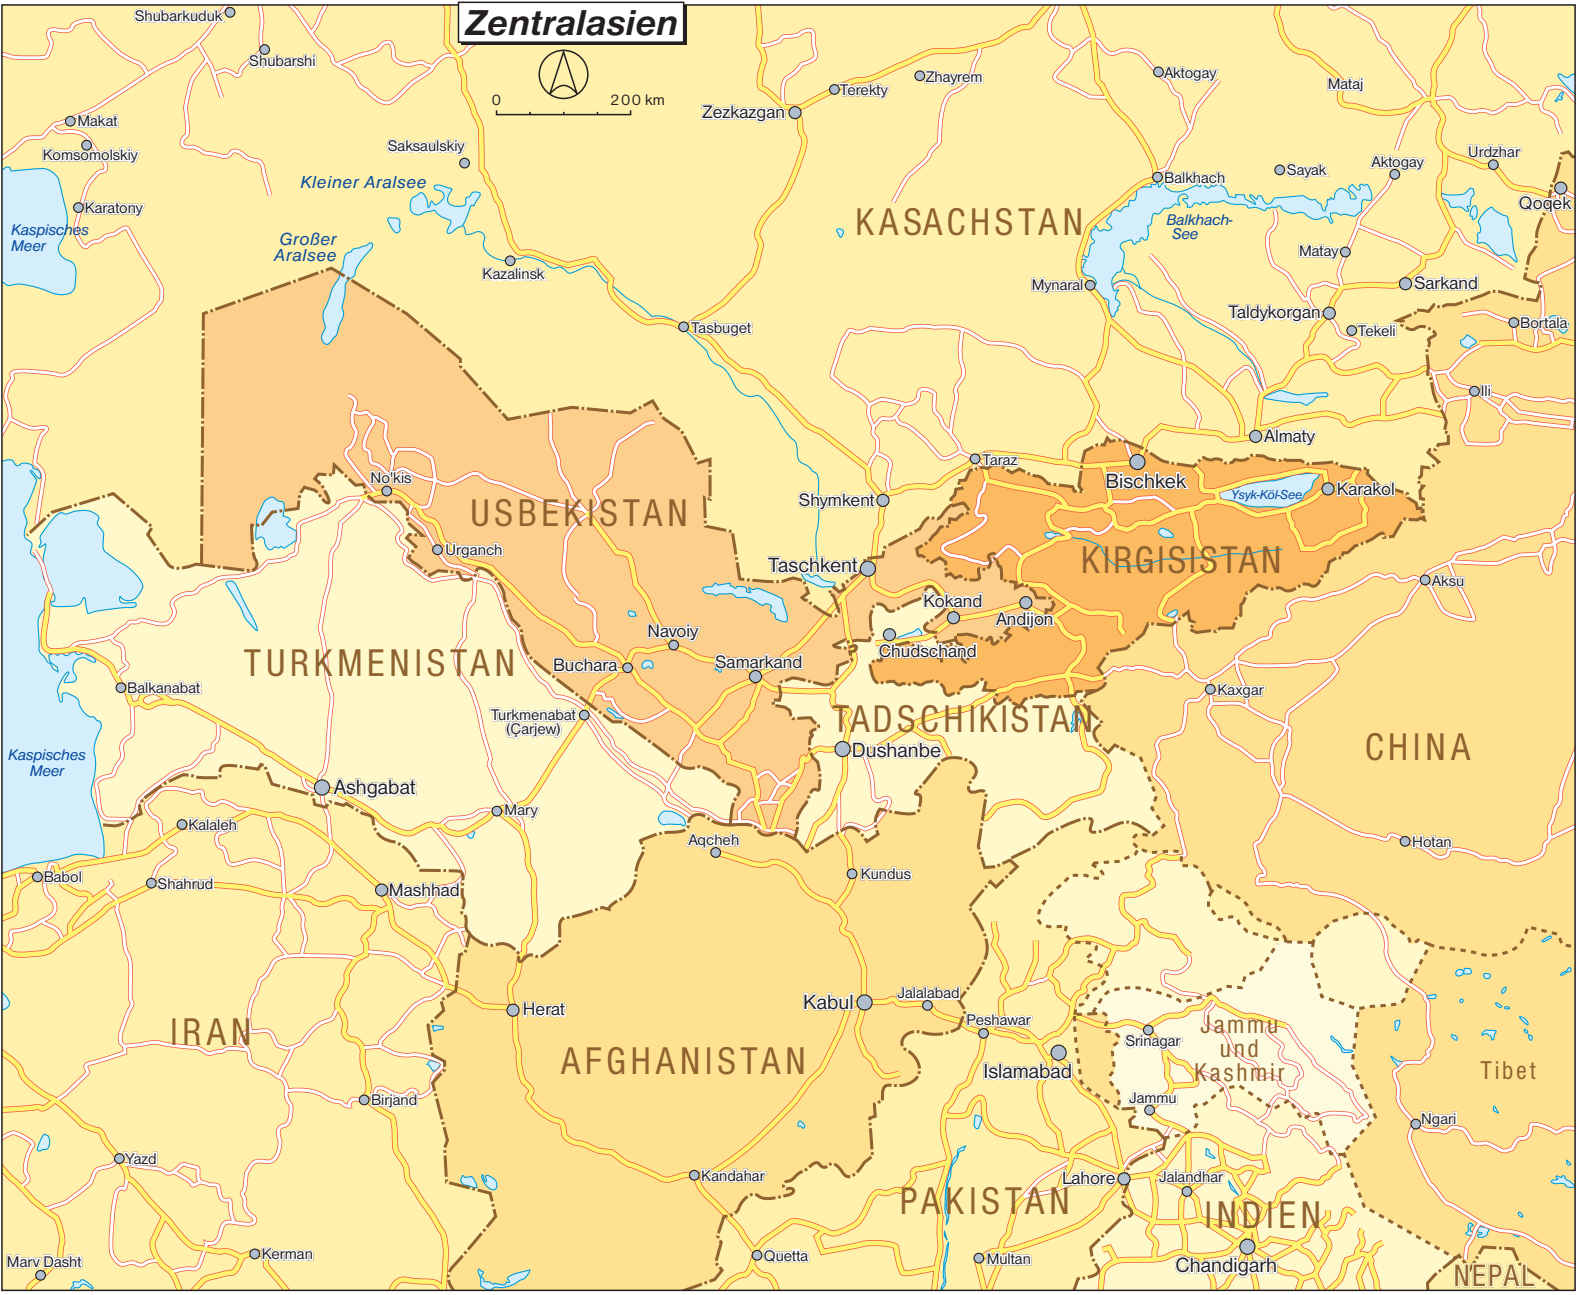 Zentralasien
0 200 km
Shubarkuduk
Shubarshi
Makat
Komsomolskiy
Karatony
Kaspisches
Meer
Saksaulskiy
Kleiner Aralsee
Großer
Aralsee
Kazalinsk
Zezkazgan
Terekty
Zhayrem
Aktogay
Mataj
Balkhach
Sayak
Aktogay
Urdzhar
Qoqek
KASACHSTAN
Balkhach-
See
Matay
Mynaral
Sarkand
Taldykorgan
Tekeli
Bortala
Tasbuget
Ili
Almaty
Taraz
Bischkek
Ysyk-Köl-See
Karakol
Shymkent
No'kis
USBEKISTAN
Urganch
Taschkent
KIRGISISTAN
Aksu
Kokand
Andijon
Chudschand
Navoiy
Buchara
Samarkand
TURKMENISTAN
Balkanabat
Turkmenabat
(Çarjew)
Kaxgar
TADSCHIKISTAN
Dushanbe
CHINA
Kaspisches
Meer
Ashgabat
Mary
Kalaleh
Aqcheh
Hotan
Babol
Shahrud
Mashhad
Kundus
Herat
Kabul
Jalalabad
Peshawar
Srinagar
Jammu
und
Kashmir
IRAN
AFGHANISTAN
Islamabad
Tibet
Birjand
Jammu
Ngari
Yazd
Kandahar
Lahore
Jalandhar
PAKISTAN
INDIEN
Kerman
Marv Dasht
Quetta
Multan
Chandigarh
NEPAL